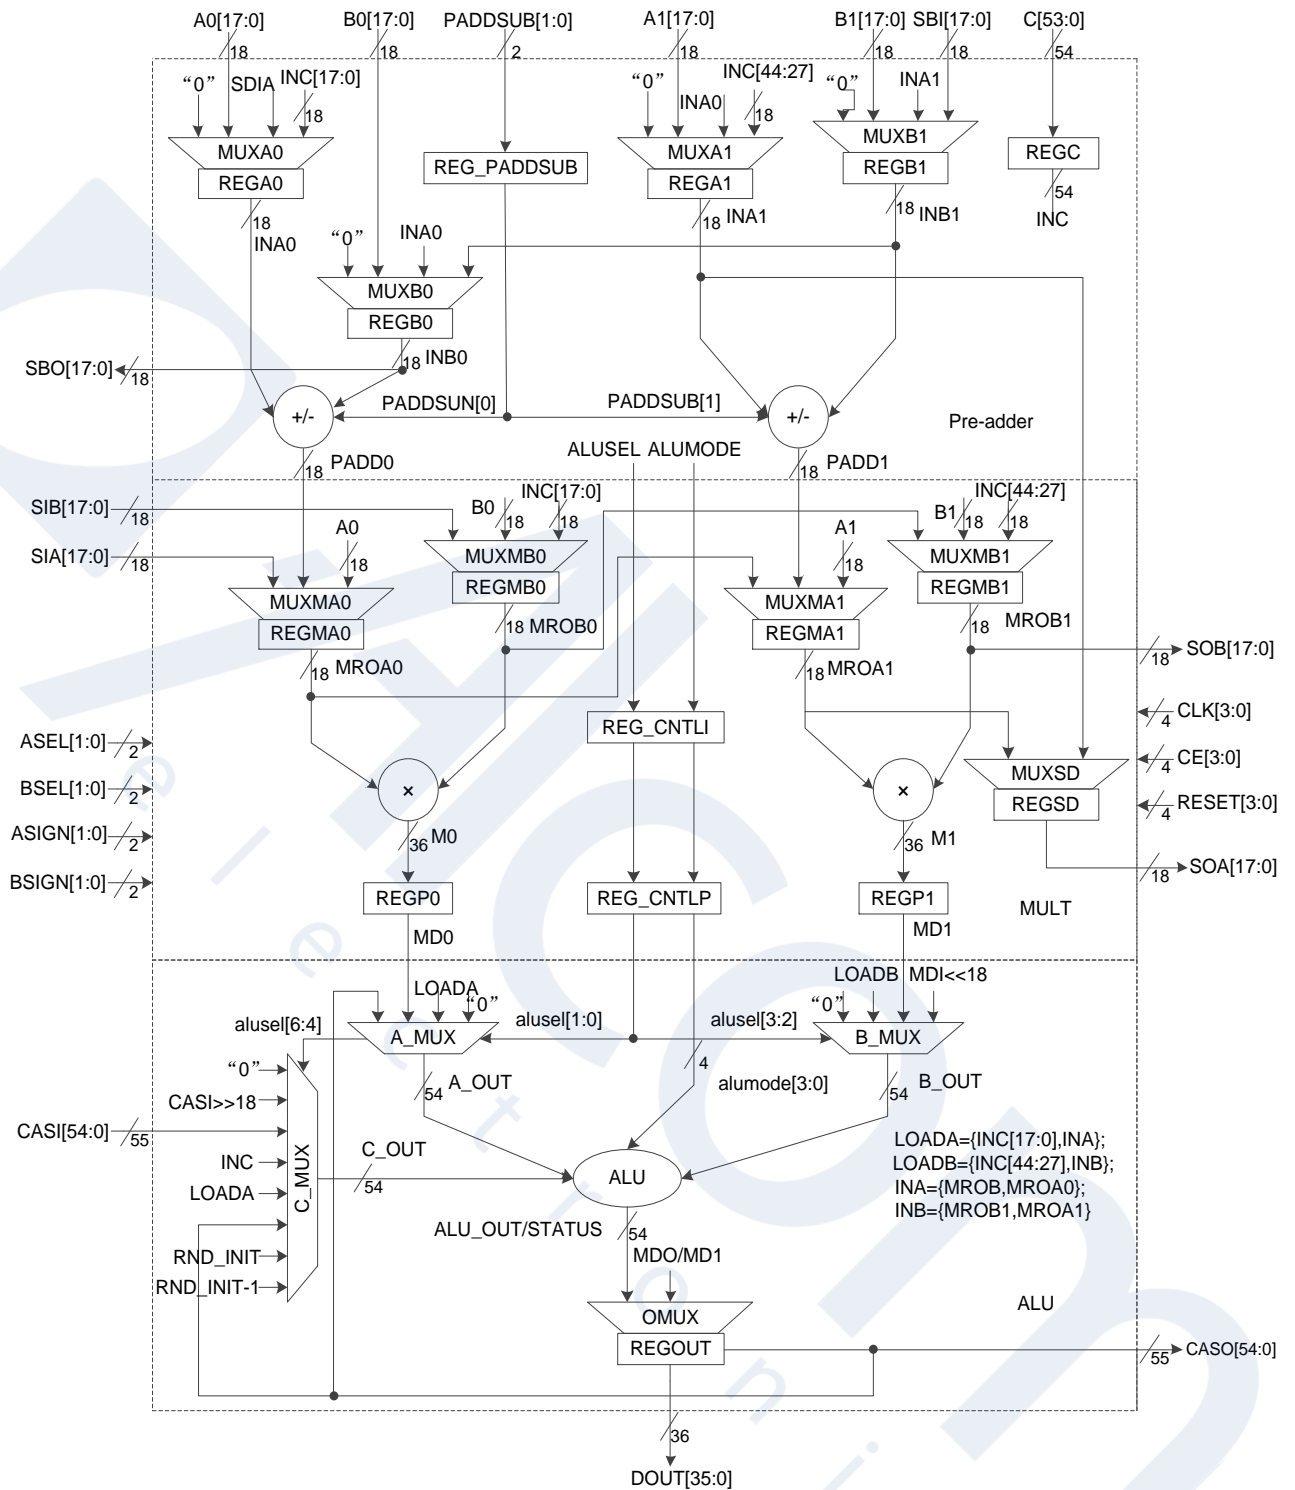 A0[17:0] B0[17:0] PADDSUB[1:0] A1[17:0] B1[17:0] SBI[17:0] C[53:0]
18 18 2 18 18 18 54
“0” SDIA INC[17:0] “0” INA0 INC[44:27] “0” INA1
18 18
MUXA0 MUXA1 MUXB1
REGA0 REG_PADDSUB REGA1 REGB1 REGC
18 18 18 54
INA0 INA1 INB1 INC
“0” INA0
MUXB0
REGB0
18 INB0
SBO[17:0] 18
+/- PADDSUN[0] PADDSUB[1] +/-
Pre-adder
18 PADD0 ALUSEL ALUMODE 18 PADD1
SIB[17:0] 18 B0 18 INC[17:0] 18 B1 18 INC[44:27] 18
SIA[17:0] 18 A0 18 MUXMB0 A1 18 MUXMB1
MUXMA0 REGMB0 MUXMA1 REGMB1
REGMA0 18 MROB0 REGMA1 18 MROB1
18 MROA0 18 MROA1 18 SOB[17:0]
REG_CNTLI 4 CLK[3:0]
ASEL[1:0] 2
4 CE[3:0]
MUXSD
BSEL[1:0] 2 × × REGSD 4 RESET[3:0]
ASIGN[1:0] 2 36 M0 36 M1
18 SOA[17:0]
BSIGN[1:0] 2 REGP0 REG_CNTLP REGP1 MULT
MD0 MD1
LOADA “0” “0” LOADB MDI<<18
alusel[6:4] A_MUX alusel[1:0] alusel[3:2] B_MUX
“0” 4
54 A_OUT alumode[3:0] 54 B_OUT
CASI>>18
CASI[54:0] 55
C_MUX
INC C_OUT
54
LOADA
ALU
LOADA={INC[17:0],INA};
LOADB={INC[44:27],INB};
INA={MROB,MROA0};
INB={MROB1,MROA1}
ALU_OUT/STATUS 54
RND_INIT MDO/MD1
RND_INIT-1
OMUX ALU
REGOUT 55 CASO[54:0]
36
DOUT[35:0]